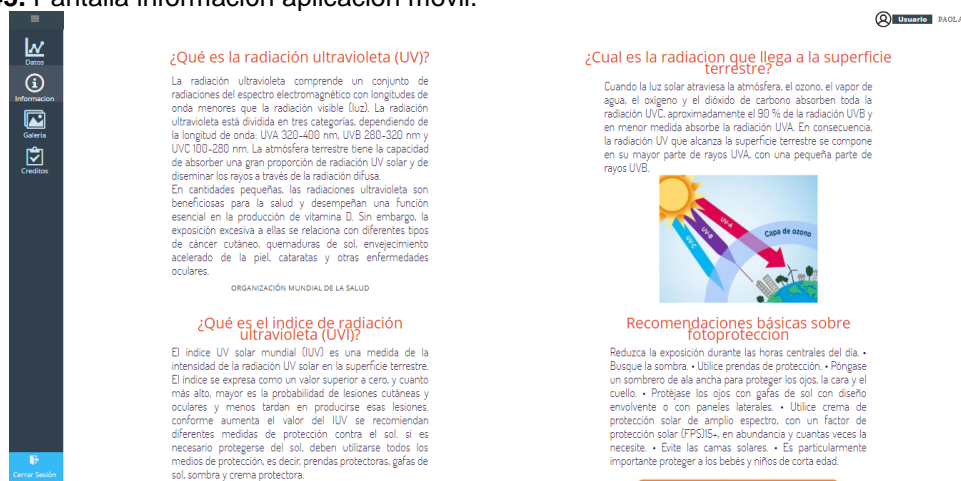 43. Pantalla información aplicación móvil.
Usuario PAOLA
Datos
Informacion
Galeria
Creditos
Cerrar Sesión
¿Qué es la radiación ultravioleta (UV)?
La radiación ultravioleta comprende un conjunto de
radiaciones del espectro electromagnético con longitudes de
onda menores que la radiación visible (luz). La radiación
ultravioleta está dividida en tres categorías, dependiendo de
la longitud de onda: UVA 320-400 nm, UVB 280-320 nm y
UVC 100-280 nm. La atmósfera terrestre tiene la capacidad
de absorber una gran proporción de radiación UV solar y de
diseminar los rayos a través de la radiación difusa.
En cantidades pequeñas, las radiaciones ultravioleta son
beneficiosas para la salud y desempeñan una función
esencial en la producción de vitamina D. Sin embargo, la
exposición excesiva a ellas se relaciona con diferentes tipos
de cáncer cutáneo, quemaduras de sol, envejecimiento
acelerado de la piel, cataratas y otras enfermedades
oculares.
ORGANIZACIÓN MUNDIAL DE LA SALUD
¿Qué es el indice de radiación
ultravioleta (UVI)?
El índice UV solar mundial (IUV) es una medida de la
intensidad de la radiación UV solar en la superficie terrestre.
El índice se expresa como un valor superior a cero, y cuanto
más alto, mayor es la probabilidad de lesiones cutáneas y
oculares y menos tardan en producirse esas lesiones.
conforme aumenta el valor del IUV se recomiendan
diferentes medidas de protección contra el sol. si es
necesario protegerse del sol, deben utilizarse todos los
medios de protección, es decir, prendas protectoras, gafas de
sol, sombra y crema protectora.
¿Cual es la radiacion que llega a la superficie
terrestre?
Cuando la luz solar atraviesa la atmósfera, el ozono, el vapor de
agua, el oxígeno y el dióxido de carbono absorben toda la
radiación UVC, aproximadamente el 90 % de la radiación UVB y
en menor medida absorbe la radiación UVA. En consecuencia,
la radiación UV que alcanza la superficie terrestre se compone
en su mayor parte de rayos UVA, con una pequeña parte de
rayos UVB.
UV-A
UV-B
UV-C
Capa de ozono
Recomendaciones básicas sobre
fotoproteccion
Reduzca la exposición durante las horas centrales del día. •
Busque la sombra. • Utilice prendas de protección. • Póngase
un sombrero de ala ancha para proteger los ojos, la cara y el
cuello. • Protéjase los ojos con gafas de sol con diseño
envolvente o con paneles laterales. • Utilice crema de
protección solar de amplio espectro, con un factor de
protección solar (FPS)15+, en abundancia y cuantas veces la
necesite. • Evite las camas solares. • Es particularmente
importante proteger a los bebés y niños de corta edad.